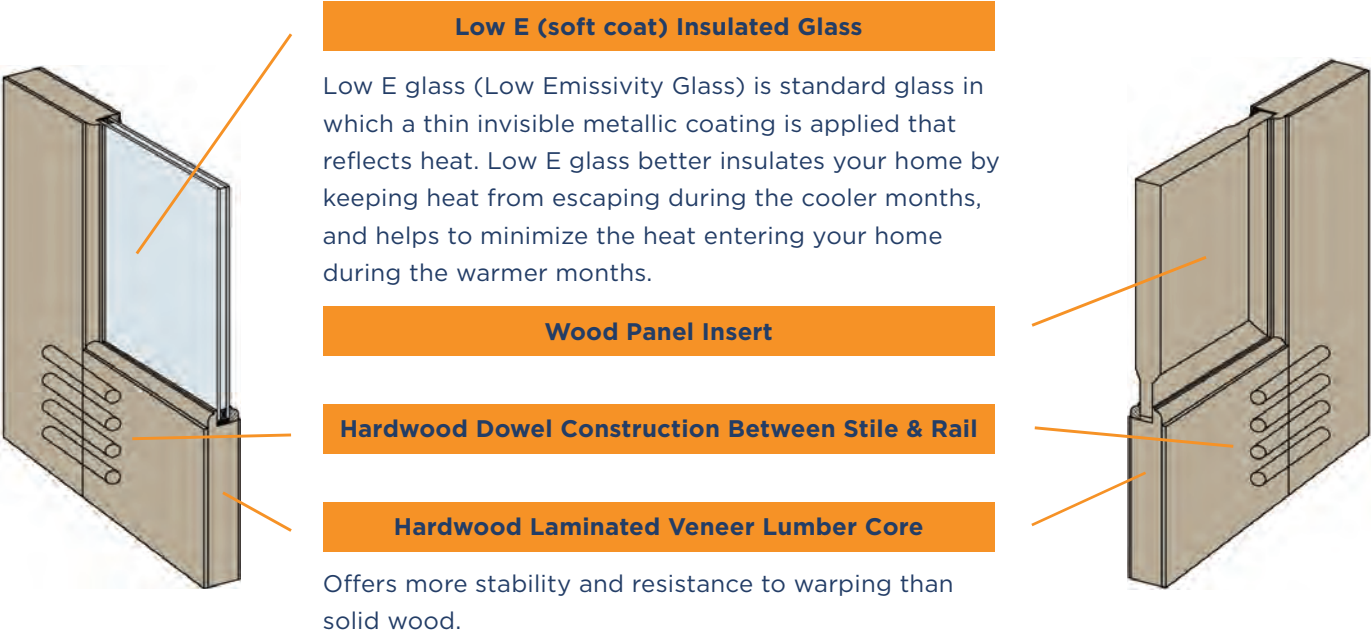 Low E (soft coat) Insulated Glass
Low E glass (Low Emissivity Glass) is standard glass in
which a thin invisible metallic coating is applied that
reflects heat. Low E glass better insulates your home by
keeping heat from escaping during the cooler months,
and helps to minimize the heat entering your home
during the warmer months.
Wood Panel Insert
Hardwood Dowel Construction Between Stile & Rail
Hardwood Laminated Veneer Lumber Core
Offers more stability and resistance to warping than
solid wood.